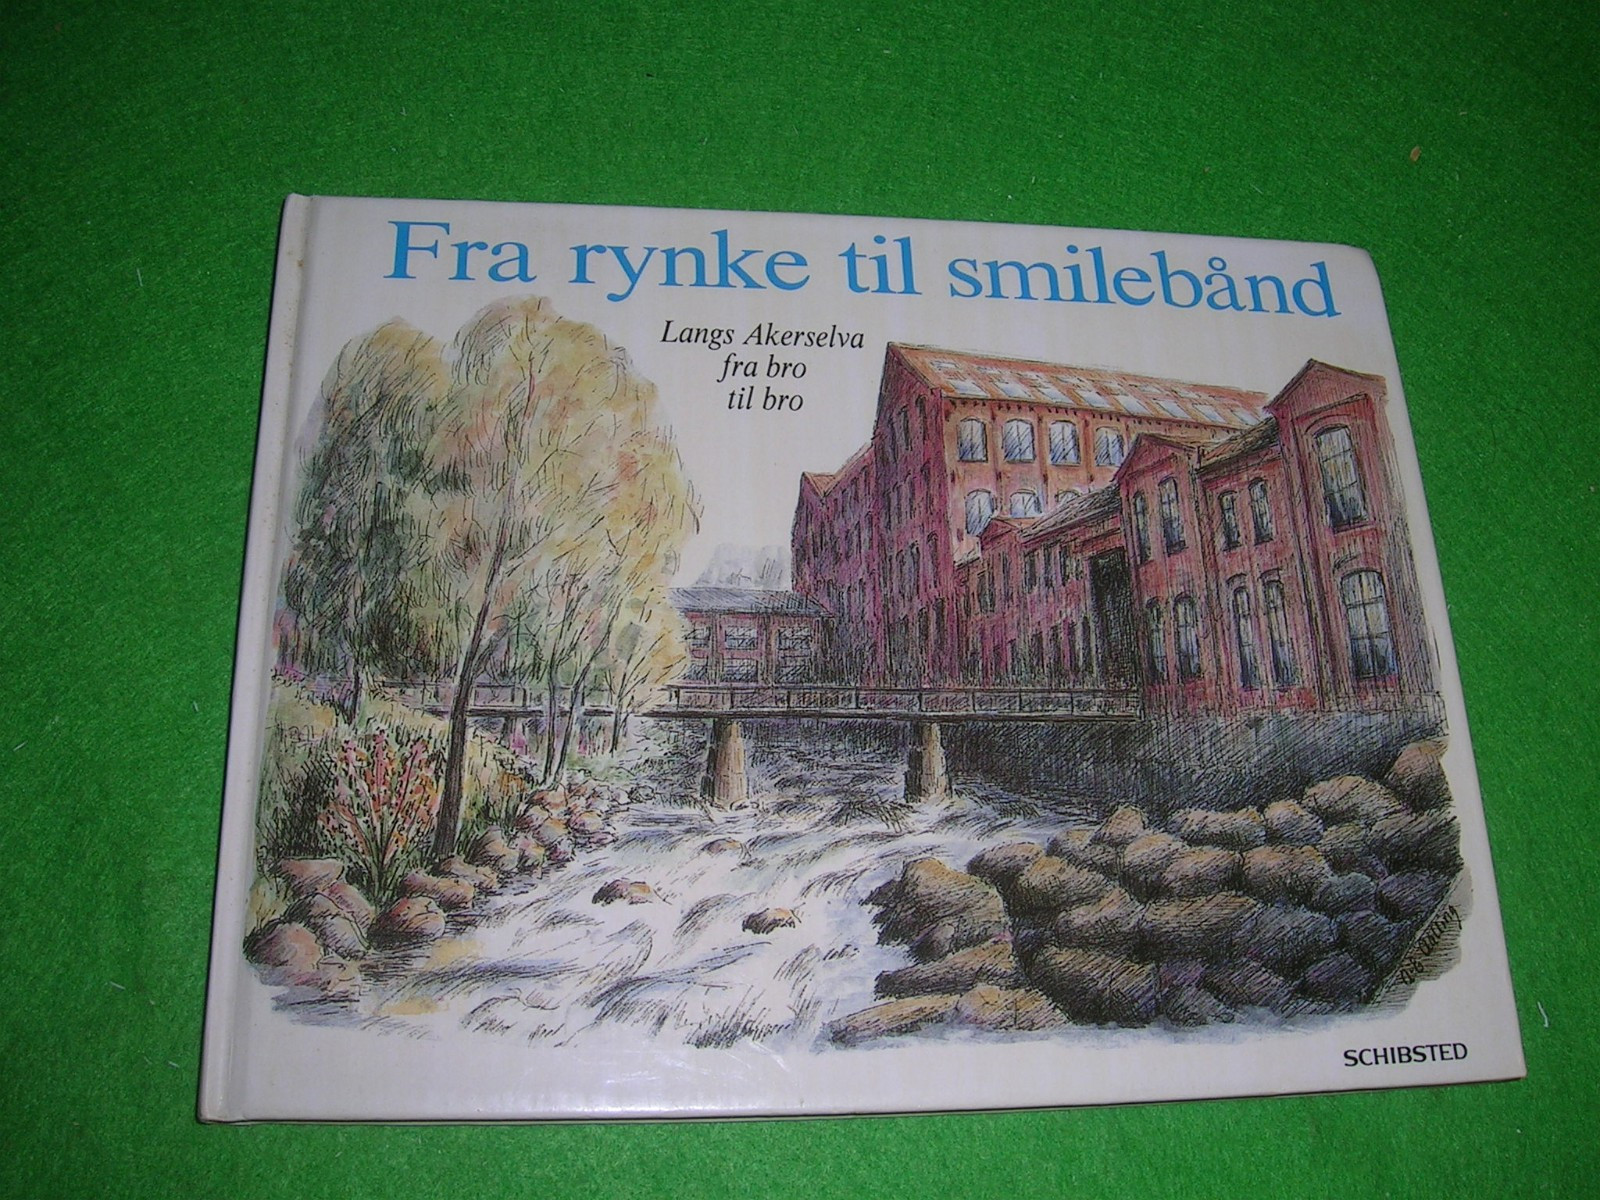 Fra rynke til smilebånd
Langs Akerselva
fra bro
til bro
SCHIBSTED